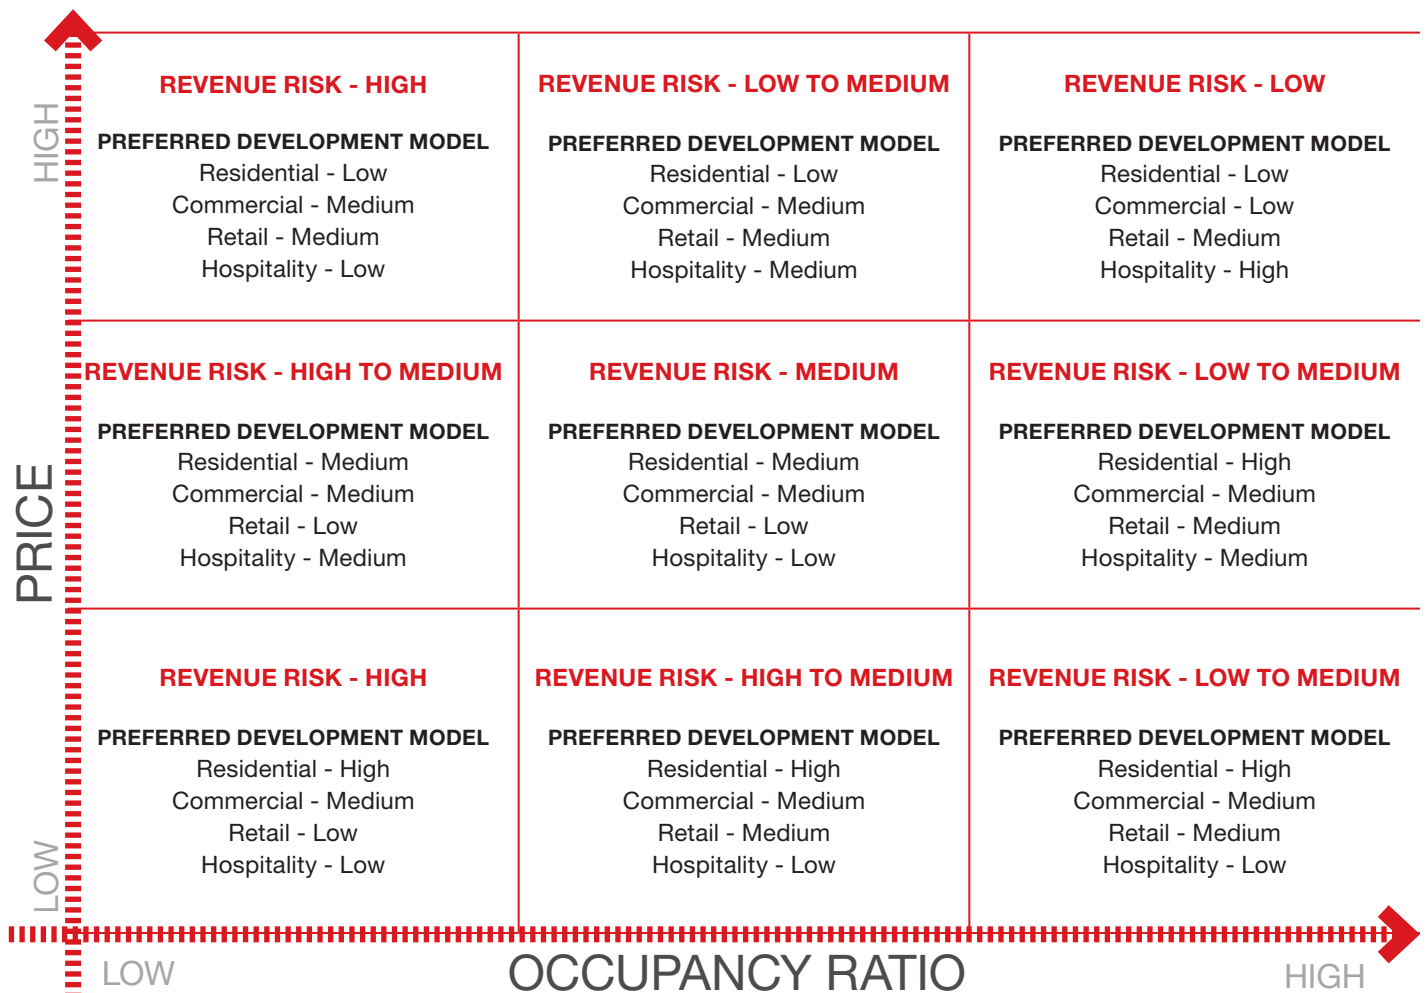 HIGH
PRICE
LOW
REVENUE RISK - HIGH
PREFERRED DEVELOPMENT MODEL
Residential - Low
Commercial - Medium
Retail - Medium
Hospitality - Low
REVENUE RISK - LOW TO MEDIUM
PREFERRED DEVELOPMENT MODEL
Residential - Low
Commercial - Medium
Retail - Medium
Hospitality - Medium
REVENUE RISK - LOW
PREFERRED DEVELOPMENT MODEL
Residential - Low
Commercial - Low
Retail - Medium
Hospitality - High
REVENUE RISK - HIGH TO MEDIUM
PREFERRED DEVELOPMENT MODEL
Residential - Medium
Commercial - Medium
Retail - Low
Hospitality - Medium
REVENUE RISK - MEDIUM
PREFERRED DEVELOPMENT MODEL
Residential - Medium
Commercial - Medium
Retail - Low
Hospitality - Low
REVENUE RISK - LOW TO MEDIUM
PREFERRED DEVELOPMENT MODEL
Residential - High
Commercial - Medium
Retail - Medium
Hospitality - Medium
REVENUE RISK - HIGH
PREFERRED DEVELOPMENT MODEL
Residential - High
Commercial - Medium
Retail - Low
Hospitality - Low
REVENUE RISK - HIGH TO MEDIUM
PREFERRED DEVELOPMENT MODEL
Residential - High
Commercial - Medium
Retail - Medium
Hospitality - Low
REVENUE RISK - LOW TO MEDIUM
PREFERRED DEVELOPMENT MODEL
Residential - High
Commercial - Medium
Retail - Medium
Hospitality - Low
LOW
OCCUPANCY RATIO
HIGH